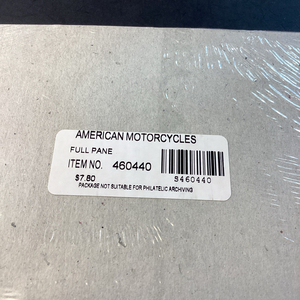 AMERICAN MOTORCYCLES
FULL PANE
ITEM NO. 460440
$7.80
S460440
PACKAGE NOT SUITABLE FOR PHILATELIC ARCHIVING